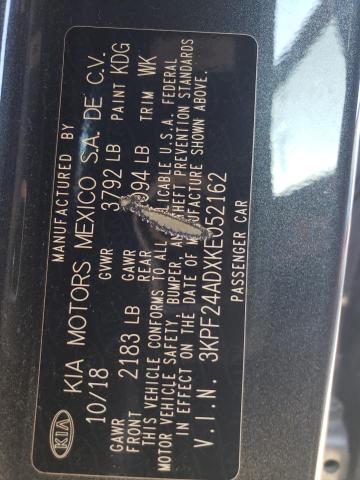 MANUFACTURED BY
KIA KIA MOTORS MEXICO S.A. DE C.V.
10/18 GVWR 3792 LB PAINT KDG
GAWR FRONT 2183 LB GAWR REAR 094 LB TRIM WK
THIS VEHICLE CONFORMS TO ALL U.S.A. FEDERAL
MOTOR VEHICLE SAFETY, BUMPER, THEFT PREVENTION STANDARDS
IN EFFECT ON THE DATE OF MANUFACTURE SHOWN ABOVE.
V.I.N. 3KPF24ADXKE052162
PASSENGER CAR